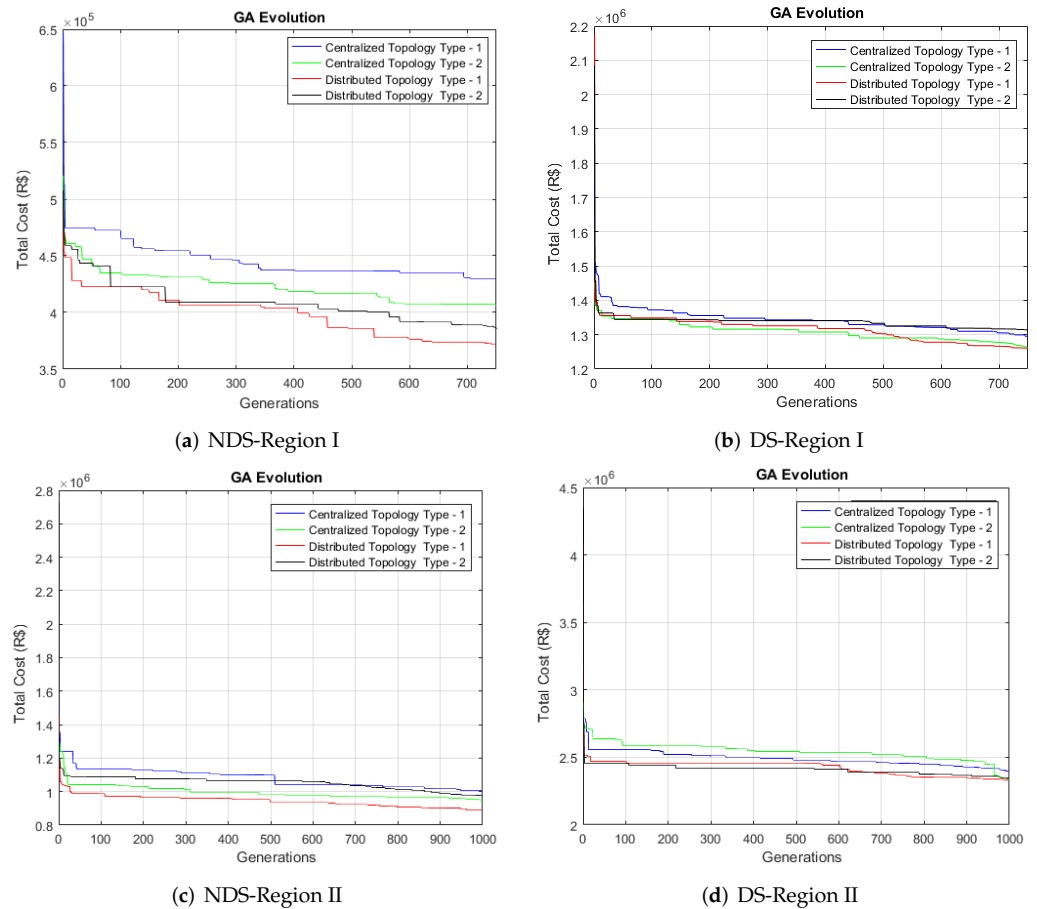 GA Evolution
×10^5
6.5
6
5.5
5
4.5
4
3.5
Total Cost (R$)
0 100 200 300 400 500 600 700
Generations
Centralized Topology Type - 1
Centralized Topology Type - 2
Distributed Topology Type - 1
Distributed Topology Type - 2
(a) NDS-Region I
GA Evolution
×10^6
2.2
2.1
2
1.9
1.8
1.7
1.6
1.5
1.4
1.3
1.2
Total Cost (R$)
0 100 200 300 400 500 600 700
Generations
Centralized Topology Type - 1
Centralized Topology Type - 2
Distributed Topology Type - 1
Distributed Topology Type - 2
(b) DS-Region I
GA Evolution
×10^6
2.8
2.6
2.4
2.2
2
1.8
1.6
1.4
1.2
1
0.8
Total Cost (R$)
0 100 200 300 400 500 600 700 800 900 1000
Generations
Centralized Topology Type - 1
Centralized Topology Type - 2
Distributed Topology Type - 1
Distributed Topology Type - 2
(c) NDS-Region II
GA Evolution
×10^6
4.5
4
3.5
3
2.5
2
Total Cost (R$)
0 100 200 300 400 500 600 700 800 900 1000
Generations
Centralized Topology Type - 1
Centralized Topology Type - 2
Distributed Topology Type - 1
Distributed Topology Type - 2
(d) DS-Region II